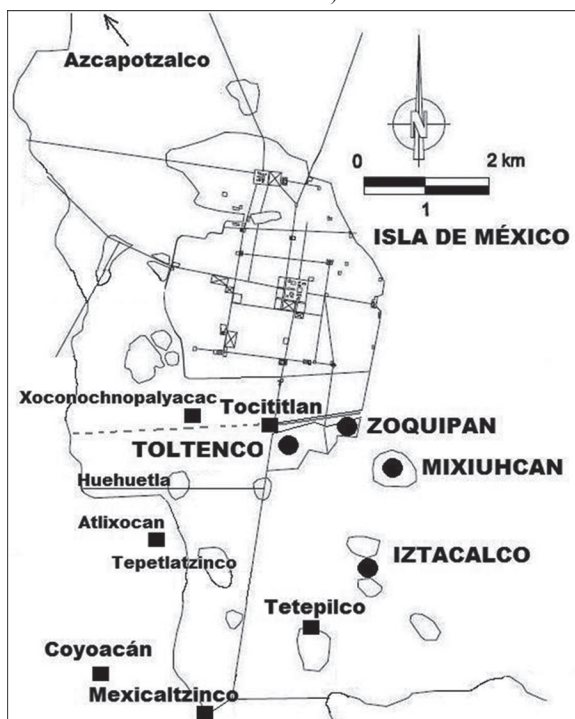 Azcapotzalco
N
0 2 km
1
ISLA DE MÉXICO
Xoconochnopalyacac
Tocititlan
ZOQUIPAN
TOLTENCO
MIXIUHCAN
Huehuetla
Atlixocan
Tepetlatzinco
IZTACALCO
Tetepilco
Coyoacán
Mexicaltzinco